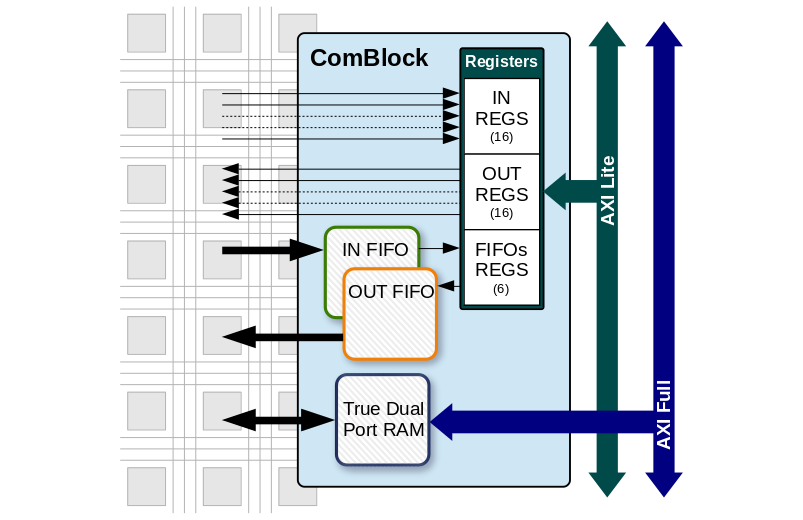 ComBlock
Registers
IN
REGS
(16)
OUT
REGS
(16)
FIFOs
REGS
(6)
IN FIFO
OUT FIFO
True Dual
Port RAM
AXI Lite
AXI Full